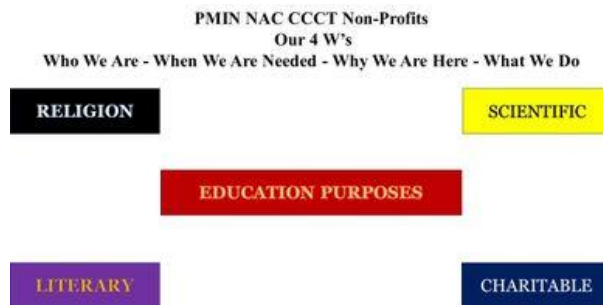 PMIN NAC CCCT Non-Profits
Our 4 W's
Who We Are - When We Are Needed - Why We Are Here - What We Do
RELIGION
SCIENTIFIC
EDUCATION PURPOSES
LITERARY
CHARITABLE